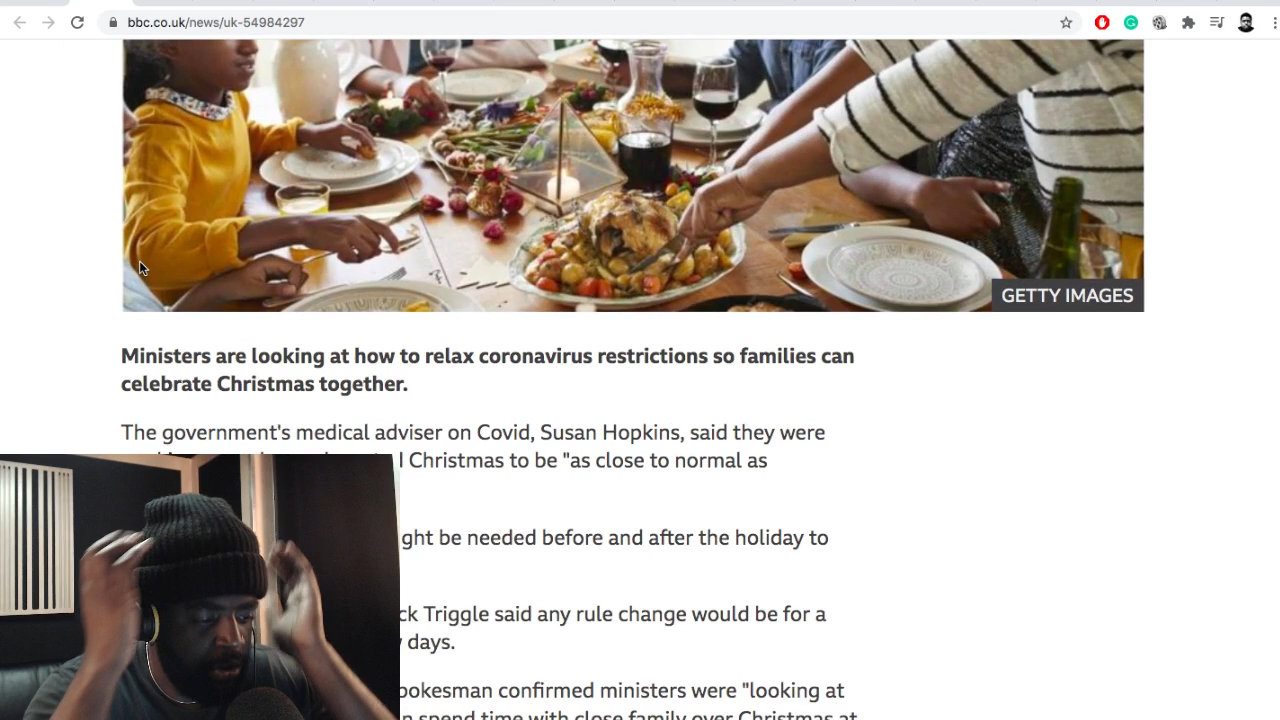 bbc.co.uk/news/uk-54984297
GETTY IMAGES
Ministers are looking at how to relax coronavirus restrictions so families can
celebrate Christmas together.
The government's medical adviser on Covid, Susan Hopkins, said they were
Christmas to be "as close to normal as
ght be needed before and after the holiday to
ck Triggle said any rule change would be for a
days.
pokesman confirmed ministers were "looking at
n spend time with close family over Christmas at